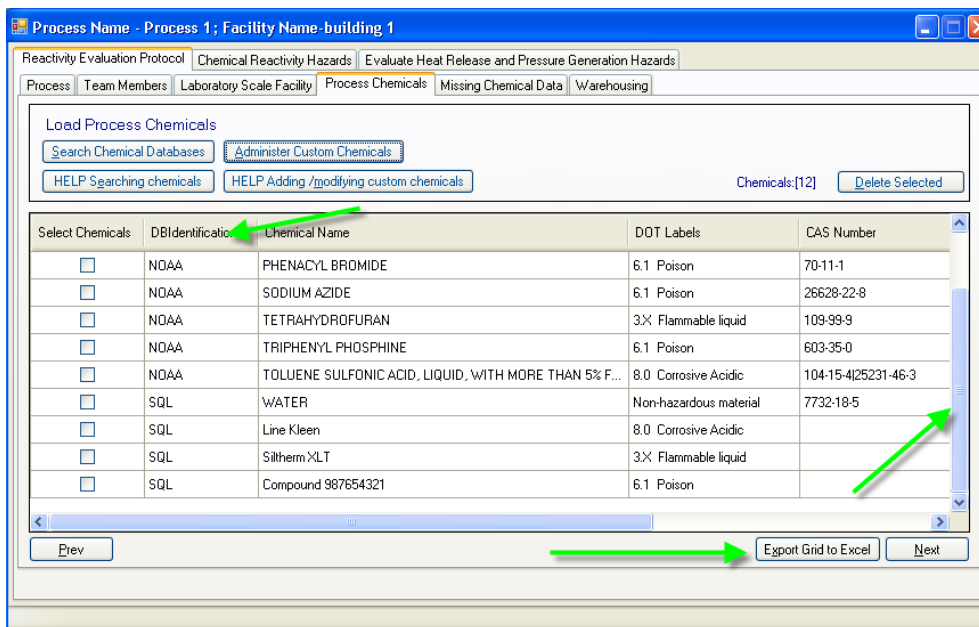 Process Name - Process 1; Facility Name-building 1
Reactivity Evaluation Protocol Chemical Reactivity Hazards Evaluate Heat Release and Pressure Generation Hazards
Process Team Members Laboratory Scale Facility Process Chemicals Missing Chemical Data Warehousing
Load Process Chemicals
Search Chemical Databases Administer Custom Chemicals
HELP Searching chemicals HELP Adding /modifying custom chemicals Chemicals:[12] Delete Selected
Select Chemicals DBIdentification Chemical Name DOT Labels CAS Number
NOAA PHENACYL BROMIDE 6.1 Poison 70-11-1
NOAA SODIUM AZIDE 6.1 Poison 26628-22-8
NOAA TETRAHYDROFURAN 3.X Flammable liquid 109-99-9
NOAA TRIPHENYL PHOSPHINE 6.1 Poison 603-35-0
NOAA TOLUENE SULFONIC ACID, LIQUID, WITH MORE THAN 5% F... 8.0 Corrosive Acidic 104-15-4|25231-46-3
SQL WATER Non-hazardous material 7732-18-5
SQL Line Kleen 8.0 Corrosive Acidic
SQL Siltherm XLT 3.X Flammable liquid
SQL Compound 987654321 6.1 Poison
Prev Export Grid to Excel Next